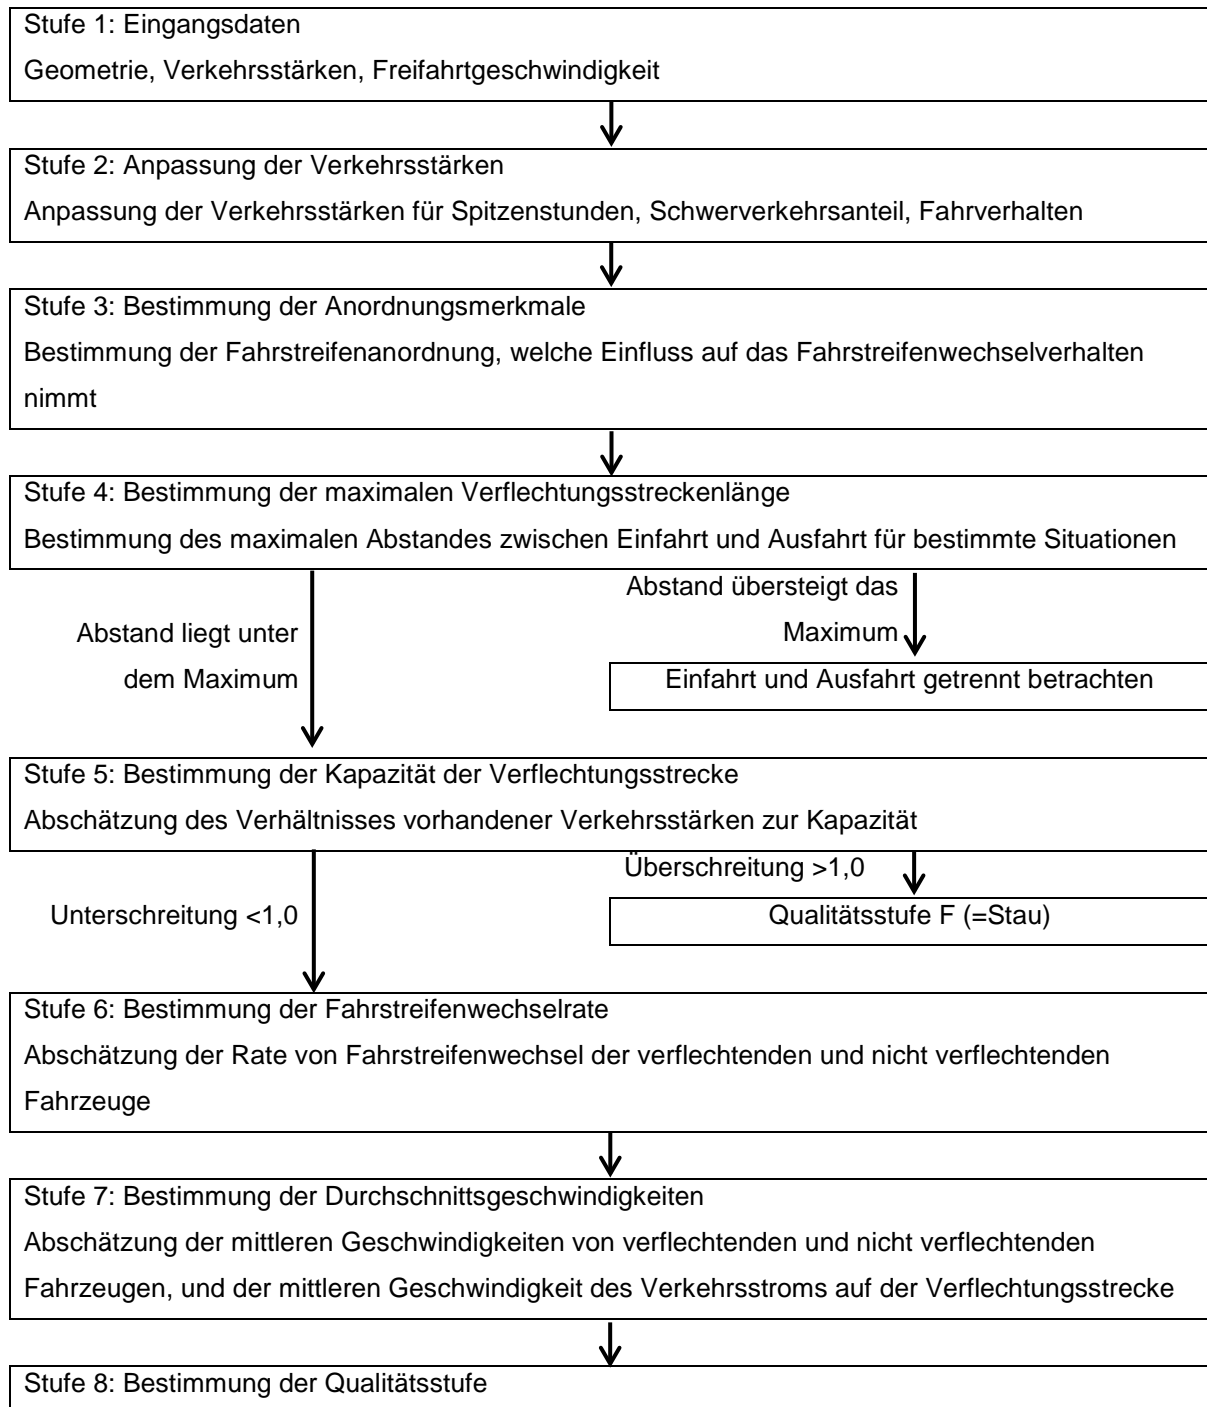 Stufe 1: Eingangsdaten
Geometrie, Verkehrsstärken, Freifahrtgeschwindigkeit
Stufe 2: Anpassung der Verkehrsstärken
Anpassung der Verkehrsstärken für Spitzenstunden, Schwerverkehrsanteil, Fahrverhalten
Stufe 3: Bestimmung der Anordnungsmerkmale
Bestimmung der Fahrstreifenanordnung, welche Einfluss auf das Fahrstreifenwechselverhalten
nimmt
Stufe 4: Bestimmung der maximalen Verflechtungsstreckenlänge
Bestimmung des maximalen Abstandes zwischen Einfahrt und Ausfahrt für bestimmte Situationen
Abstand liegt unter
dem Maximum
Abstand übersteigt das
Maximum
Einfahrt und Ausfahrt getrennt betrachten
Stufe 5: Bestimmung der Kapazität der Verflechtungsstrecke
Abschätzung des Verhältnisses vorhandener Verkehrsstärken zur Kapazität
Unterschreitung <1,0
Überschreitung >1,0
Qualitätsstufe F (=Stau)
Stufe 6: Bestimmung der Fahrstreifenwechselrate
Abschätzung der Rate von Fahrstreifenwechsel der verflechtenden und nicht verflechtenden
Fahrzeuge
Stufe 7: Bestimmung der Durchschnittsgeschwindigkeiten
Abschätzung der mittleren Geschwindigkeiten von verflechtenden und nicht verflechtenden
Fahrzeugen, und der mittleren Geschwindigkeit des Verkehrsstroms auf der Verflechtungsstrecke
Stufe 8: Bestimmung der Qualitätsstufe